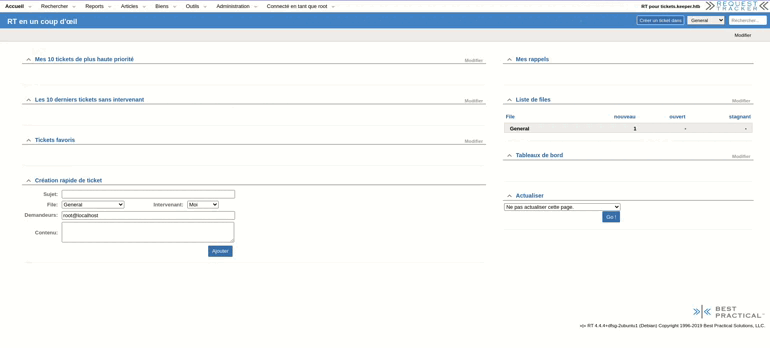 Accueil Rechercher Reports Articles Biens Outils Administration Connecté en tant que root RT pour tickets.keeper.htb REQUEST TRACKER
RT en un coup d'œil Créer un ticket dans General Rechercher...
Modifier
Mes 10 tickets de plus haute priorité Modifier
Les 10 derniers tickets sans intervenant Modifier
Tickets favoris Modifier
Création rapide de ticket
Sujet:
File: General Intervenant: Moi
Demandeurs: root@localhost
Contenu:
Ajouter
Mes rappels
Liste de files Modifier
File nouveau ouvert stagnant
General 1 - -
Tableaux de bord Modifier
Actualiser
Ne pas actualiser cette page.
Go !
BEST PRACTICAL™
»|« RT 4.4.4+dfsg-2ubuntu1 (Debian) Copyright 1996-2019 Best Practical Solutions, LLC.